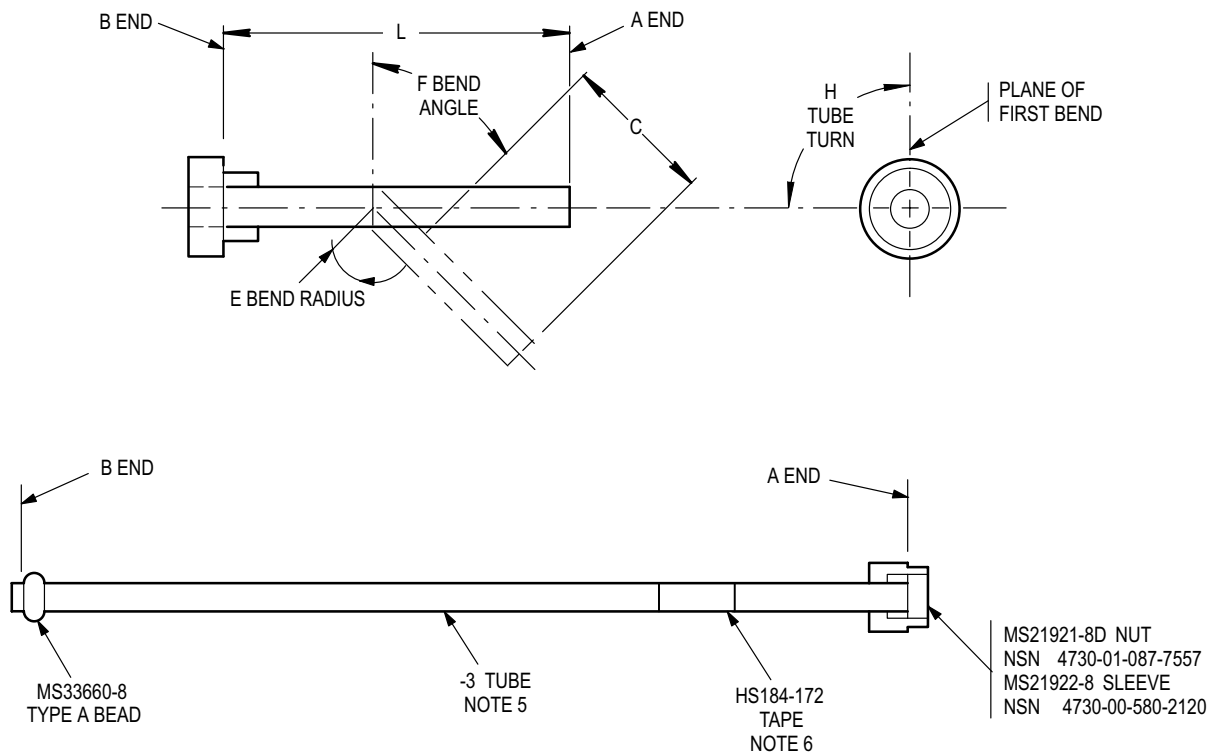 B END
L
A END
F BEND
ANGLE
C
H
TUBE
TURN
PLANE OF
FIRST BEND
E BEND RADIUS
B END
A END
MS33660-8
TYPE A BEAD
-3 TUBE
NOTE 5
HS184-172
TAPE
NOTE 6
MS21921-8D NUT
NSN 4730-01-087-7557
MS21922-8 SLEEVE
NSN 4730-00-580-2120